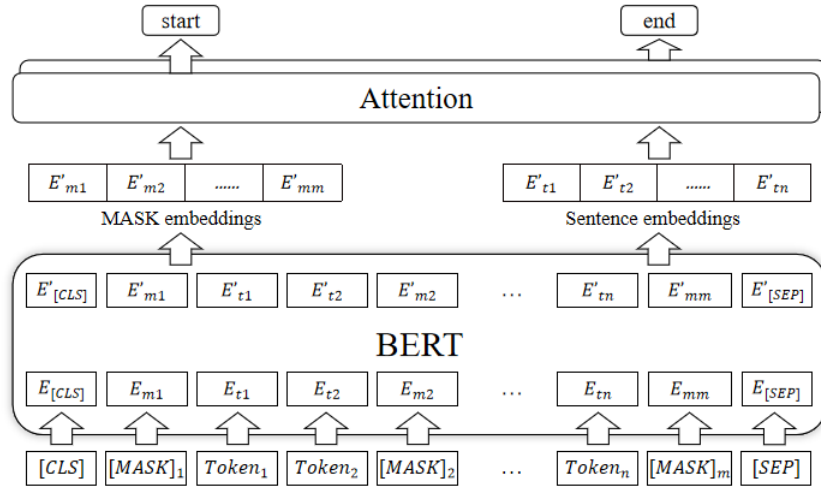 start end
Attention
E'm1 E'm2 ...... E'mm E't1 E't2 ...... E'tn
MASK embeddings Sentence embeddings
E'[CLS] E'm1 E't1 E't2 E'm2 ... E'tn E'mm E'[SEP]
BERT
E[CLS] Em1 Et1 Et2 Em2 ... Etn Emm E[SEP]
[CLS] [MASK]1 Token1 Token2 [MASK]2 ... Tokenn [MASK]m [SEP]